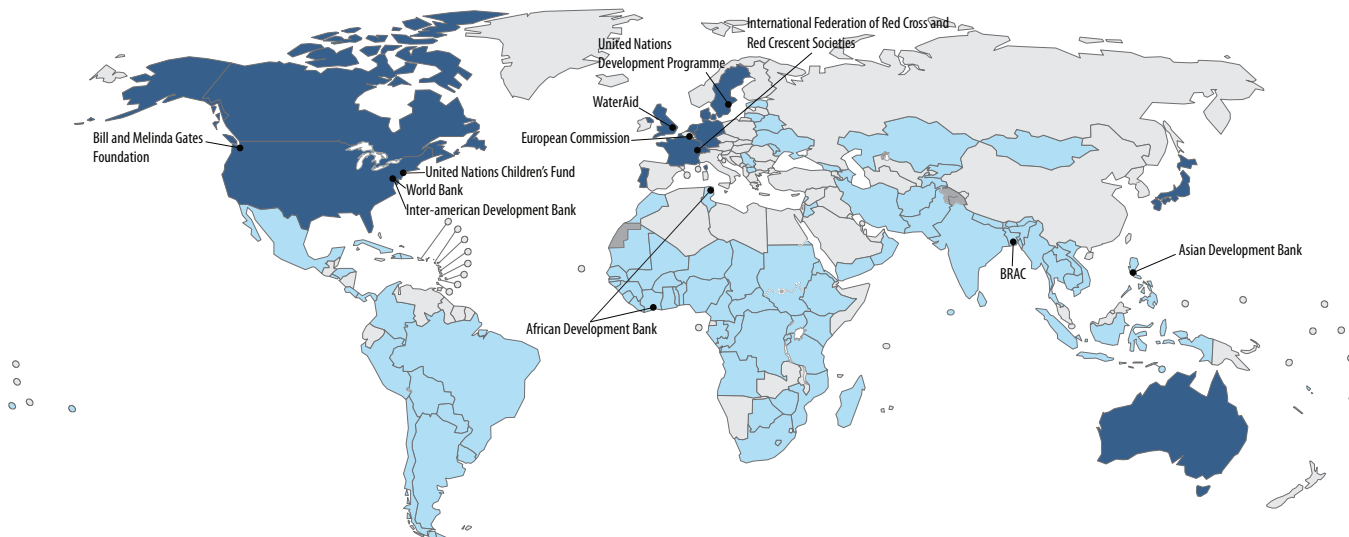 International Federation of Red Cross and
Red Crescent Societies
United Nations
Development Programme
WaterAid
European Commission
Bill and Melinda Gates
Foundation
United Nations Children's Fund
World Bank
Inter-american Development Bank
Asian Development Bank
BRAC
African Development Bank